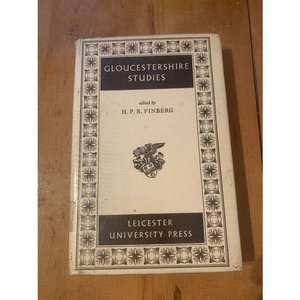 GLOUCESTERSHIRE
STUDIES
edited by
H. P. R. FINBERG
LEICESTER
UNIVERSITY PRESS